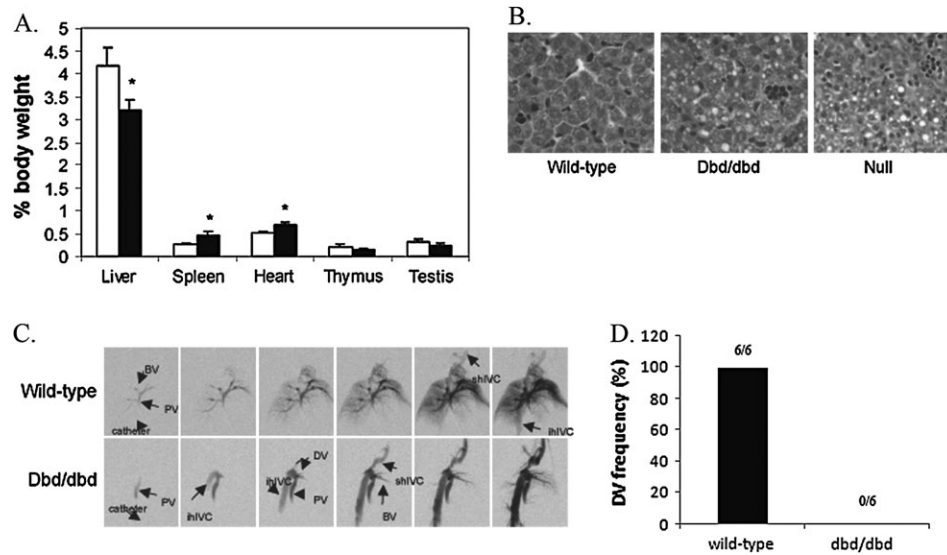 A.
% body weight
5
4.5
4
3.5
3
2.5
2
1.5
1
0.5
0
*
*
*
Liver Spleen Heart Thymus Testis
B.
Wild-type Dbd/dbd Null
C.
Wild-type
BV
PV
catheter
shIVC
ihIVC
Dbd/dbd
PV
catheter
ihIVC
DV
ihIVC
PV
shIVC
BV
D.
DV frequency (%)
120
100
80
60
40
20
0
6/6
0/6
wild-type dbd/dbd